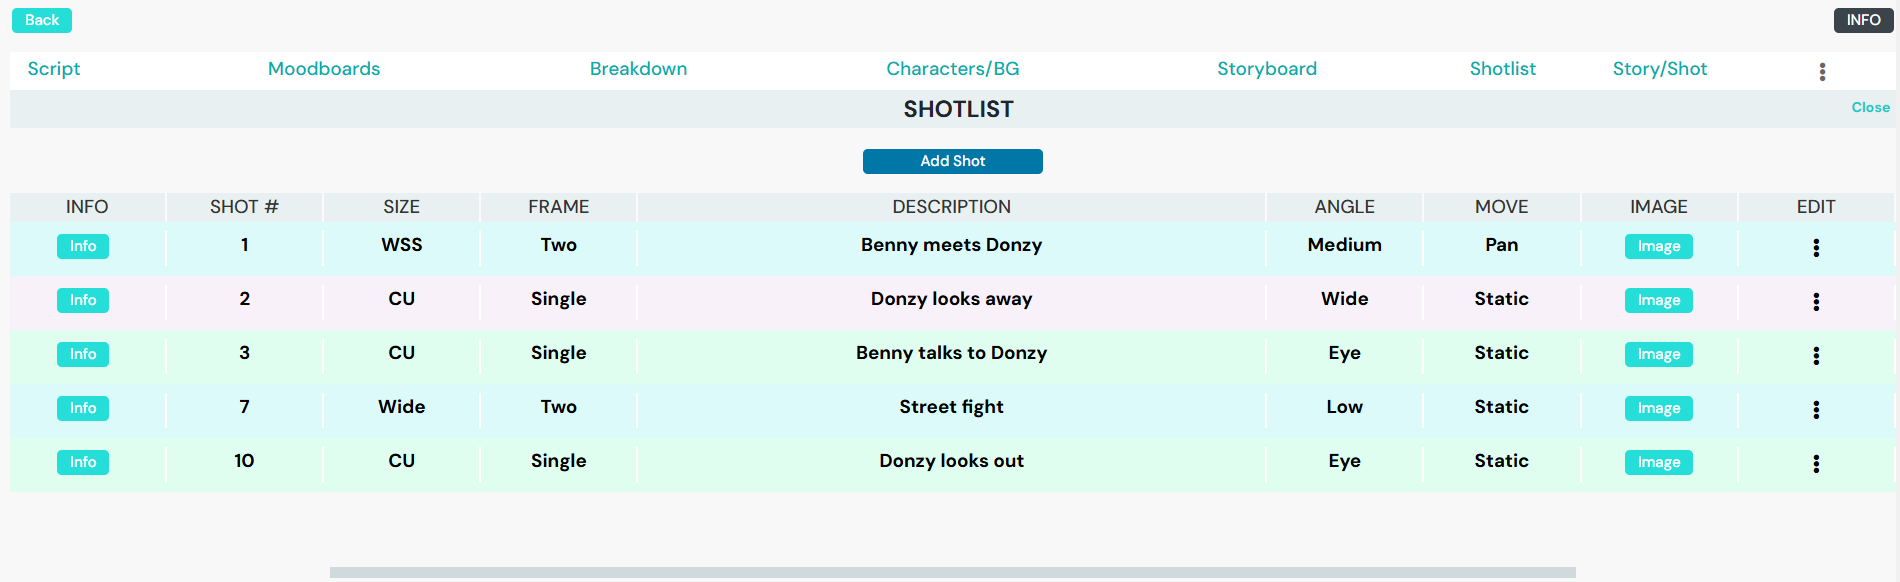 Back INFO
Script Moodboards Breakdown Characters/BG Storyboard Shotlist Story/Shot
SHOTLIST Close
Add Shot
INFO SHOT # SIZE FRAME DESCRIPTION ANGLE MOVE IMAGE EDIT
Info 1 WSS Two Benny meets Donzy Medium Pan Image
Info 2 CU Single Donzy looks away Wide Static Image
Info 3 CU Single Benny talks to Donzy Eye Static Image
Info 7 Wide Two Street fight Low Static Image
Info 10 CU Single Donzy looks out Eye Static Image